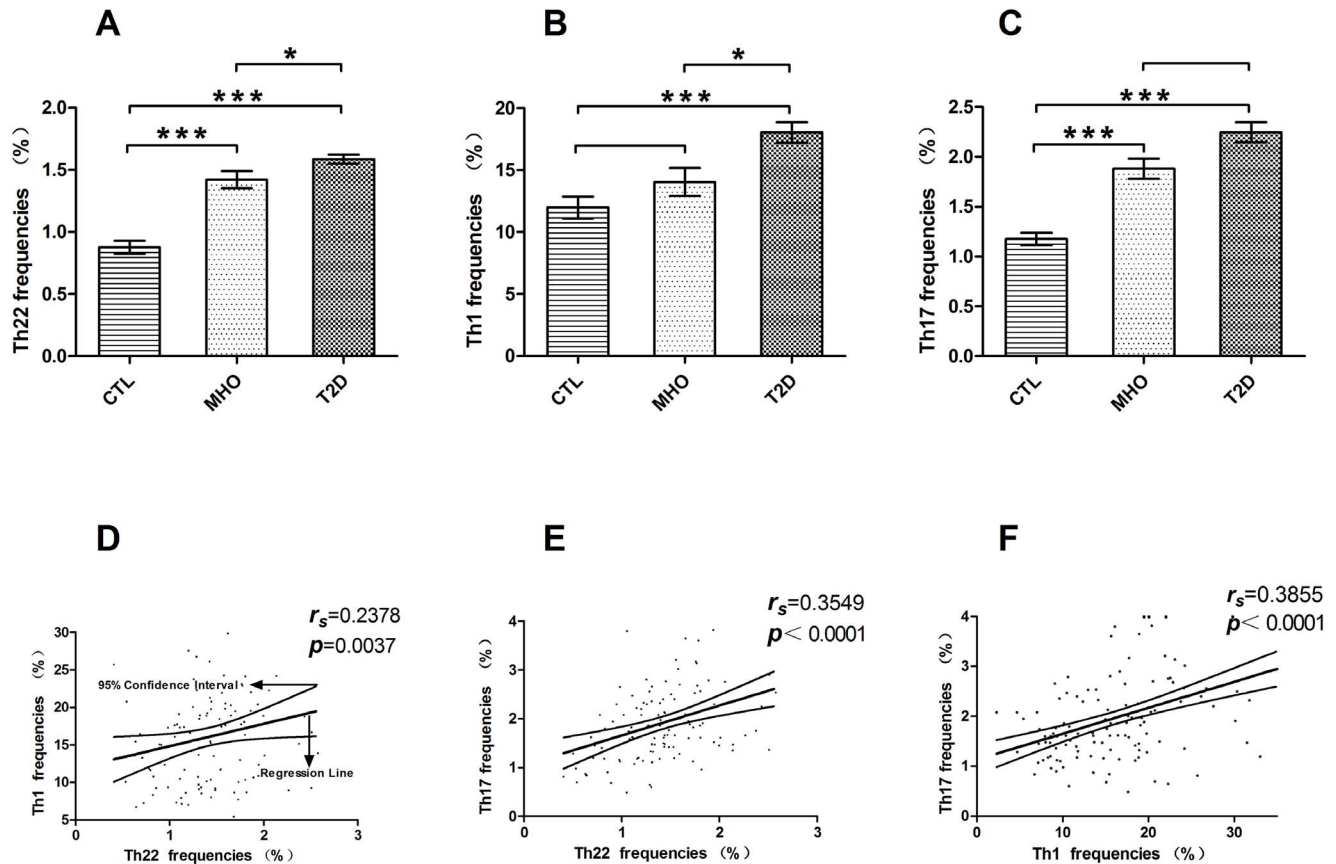 A
B
C
*
*
***
***
***
***
***
2.0
1.5
1.0
0.5
0.0
Th22 frequencies (%)
CTL
MHO
T2D
20
15
10
5
0
Th1 frequencies (%)
CTL
MHO
T2D
2.5
2.0
1.5
1.0
0.5
0.0
Th17 frequencies (%)
CTL
MHO
T2D
D
E
F
rs=0.2378
p=0.0037
30
25
20
15
10
5
Th1 frequencies (%)
95% Confidence Interval
Regression Line
0
1
2
3
Th22 frequencies (%)
rs=0.3549
p< 0.0001
4
3
2
1
0
Th17 frequencies (%)
0
1
2
3
Th22 frequencies (%)
rs=0.3855
p< 0.0001
4
3
2
1
0
Th17 frequencies (%)
0
10
20
30
Th1 frequencies (%)